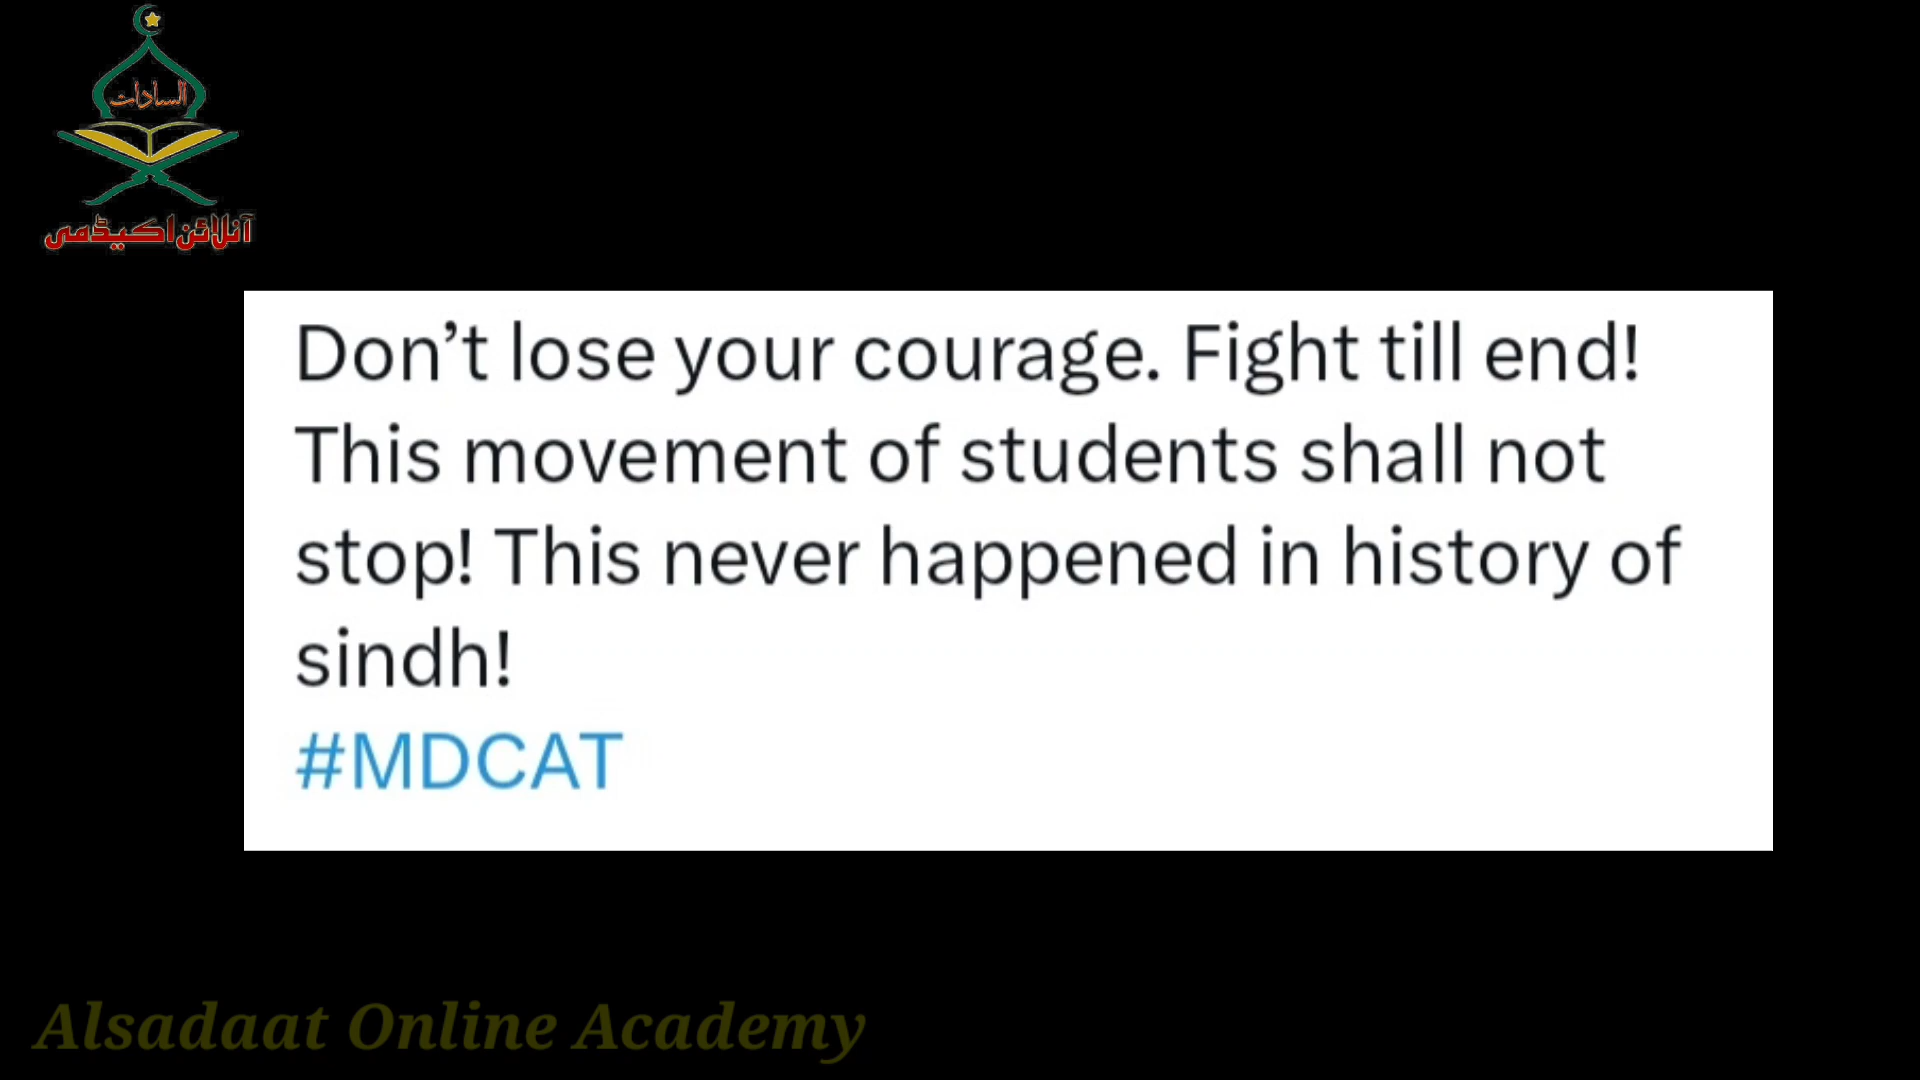 السادات
آنلائن اکیڈمی
Don’t lose your courage. Fight till end!
This movement of students shall not
stop! This never happened in history of
sindh!
#MDCAT
Alsadaat Online Academy